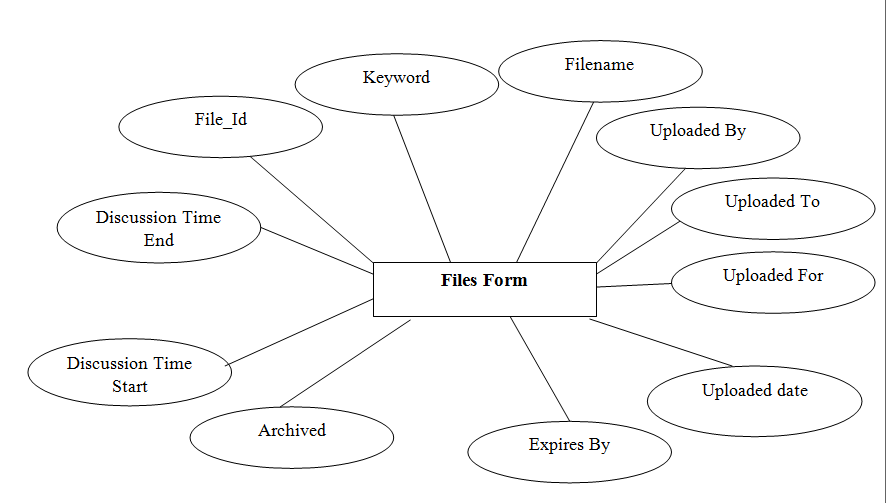 Filename
Keyword
File_Id
Uploaded By
Uploaded To
Discussion Time
End
Uploaded For
Files Form
Discussion Time
Start
Uploaded date
Archived
Expires By